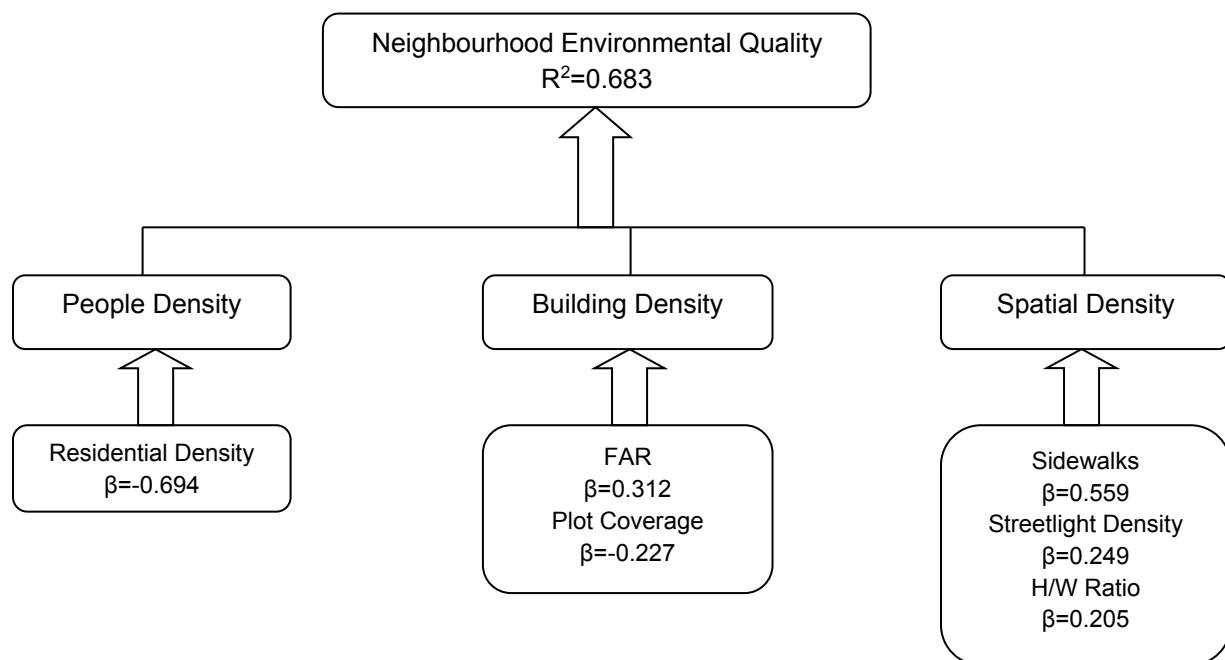 Neighbourhood Environmental Quality
R²=0.683
People Density
Building Density
Spatial Density
Residential Density
β=-0.694
FAR
β=0.312
Plot Coverage
β=-0.227
Sidewalks
β=0.559
Streetlight Density
β=0.249
H/W Ratio
β=0.205